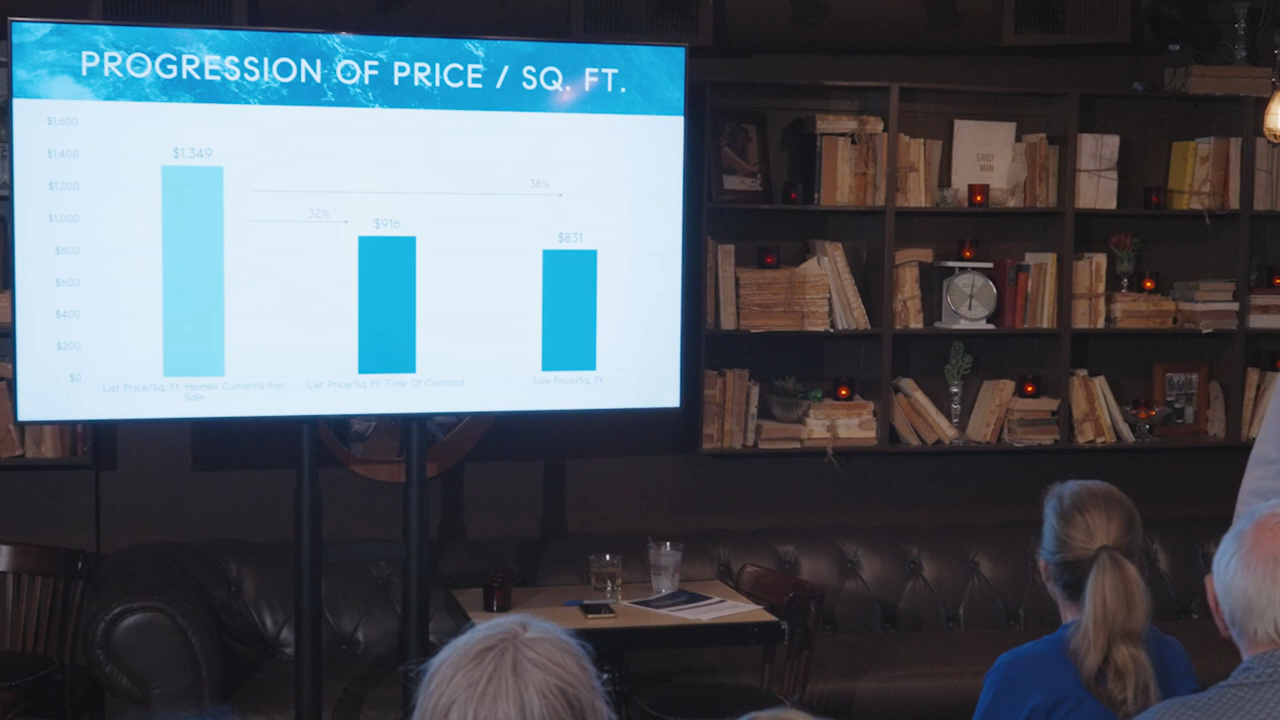 PROGRESSION OF PRICE / SQ. FT.
$1,600
$1,400
$1,200
$1,000
$800
$600
$400
$200
$0
$1,349
38%
32%
$916
$831
List Price/Sq. Ft. Homes Currently For
Sale
List Price/Sq. Ft. Time Of Contract
Sale Price/Sq. Ft.
EARLY
MAN